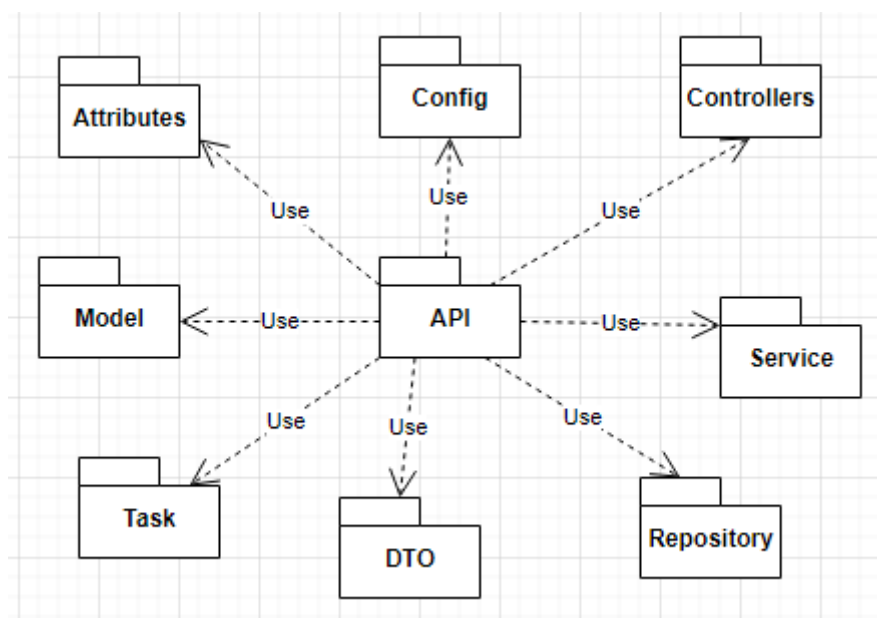 Config
Controllers
Attributes
Use
Use
Use
Model
Use
API
Use
Service
Use
Use
Use
Task
DTO
Repository